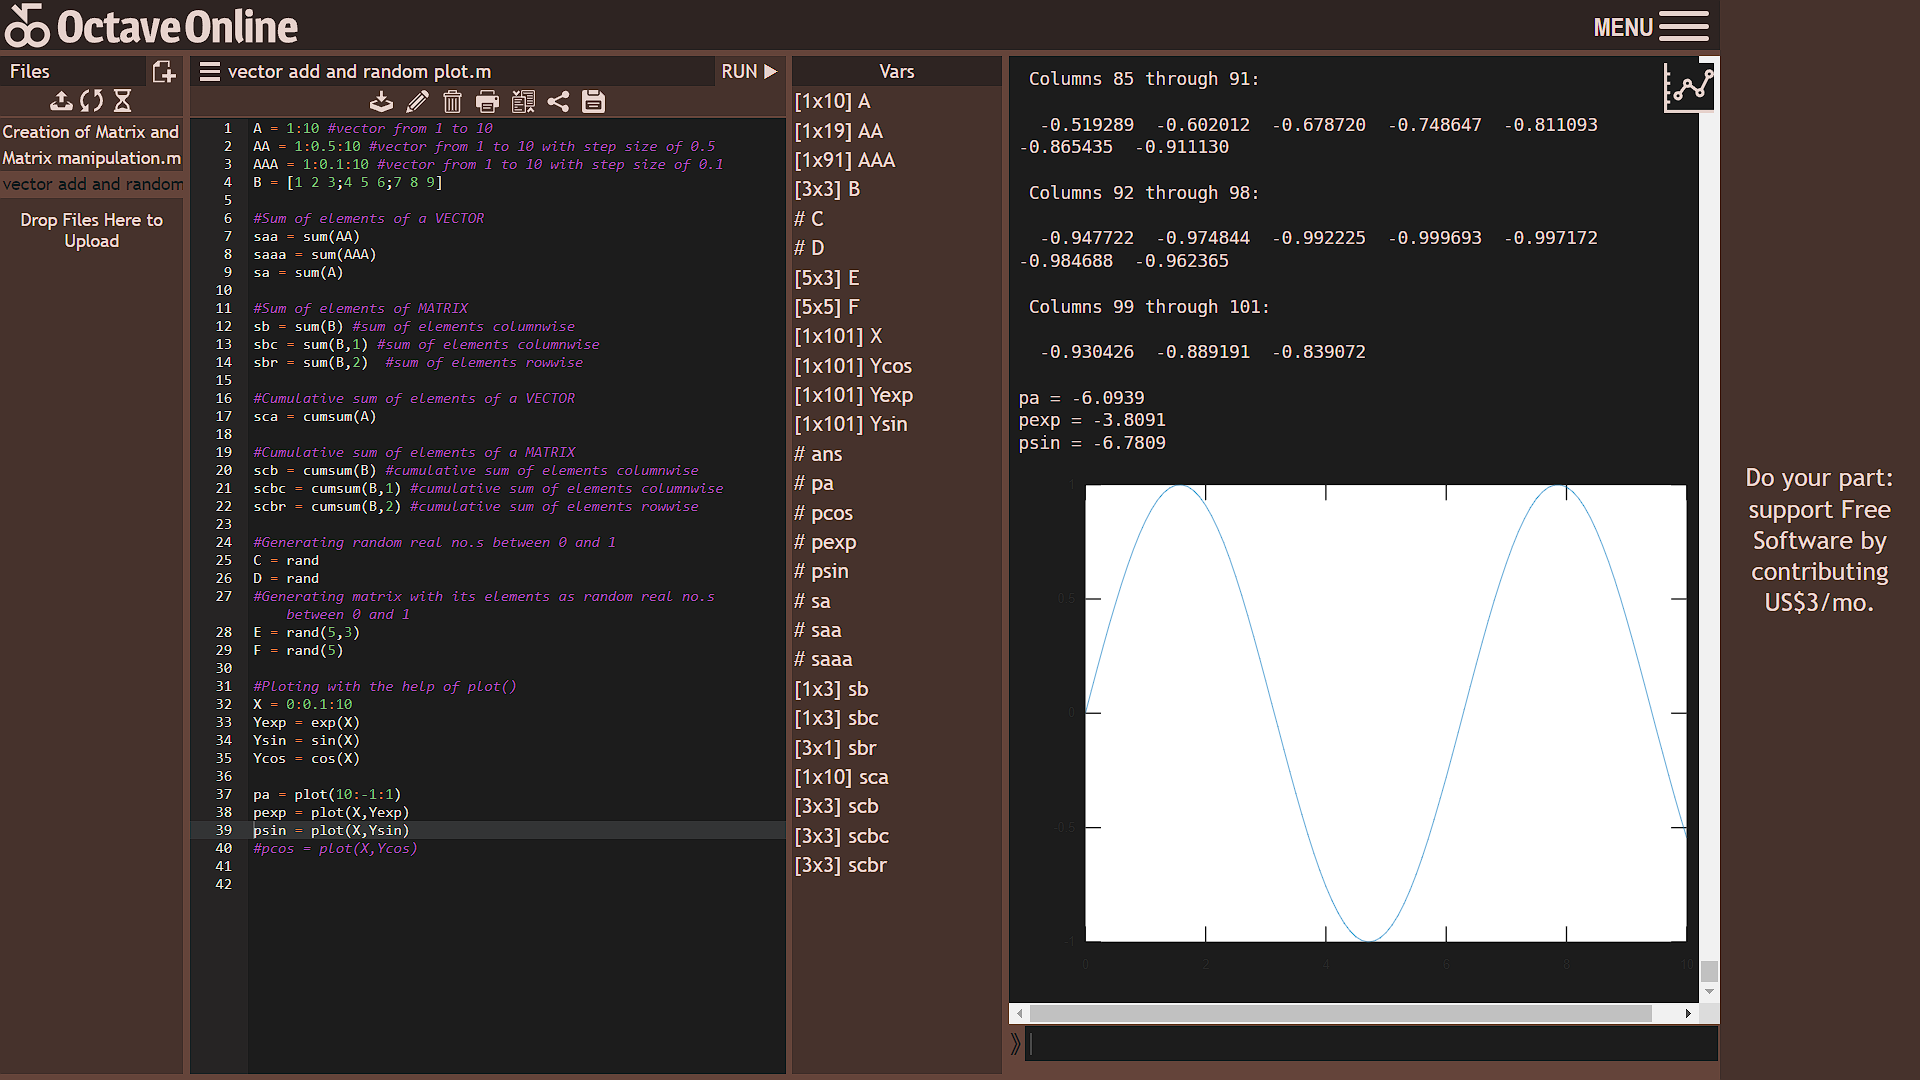 Octave Online
MENU
Files
Creation of Matrix and
Matrix manipulation.m
vector add and random
Drop Files Here to
Upload
vector add and random plot.m
RUN
1 A = 1:10 #vector from 1 to 10
2 AA = 1:0.5:10 #vector from 1 to 10 with step size of 0.5
3 AAA = 1:0.1:10 #vector from 1 to 10 with step size of 0.1
4 B = [1 2 3;4 5 6;7 8 9]
5
6 #Sum of elements of a VECTOR
7 saa = sum(AA)
8 saaa = sum(AAA)
9 sa = sum(A)
10
11 #Sum of elements of MATRIX
12 sb = sum(B) #sum of elements columnwise
13 sbc = sum(B,1) #sum of elements columnwise
14 sbr = sum(B,2)  #sum of elements rowwise
15
16 #Cumulative sum of elements of a VECTOR
17 sca = cumsum(A)
18
19 #Cumulative sum of elements of a MATRIX
20 scb = cumsum(B) #cumulative sum of elements columnwise
21 scbc = cumsum(B,1) #cumulative sum of elements columnwise
22 scbr = cumsum(B,2) #cumulative sum of elements rowwise
23
24 #Generating random real no.s between 0 and 1
25 C = rand
26 D = rand
27 #Generating matrix with its elements as random real no.s
between 0 and 1
28 E = rand(5,3)
29 F = rand(5)
30
31 #Ploting with the help of plot()
32 X = 0:0.1:10
33 Yexp = exp(X)
34 Ysin = sin(X)
35 Ycos = cos(X)
36
37 pa = plot(10:-1:1)
38 pexp = plot(X,Yexp)
39 psin = plot(X,Ysin)
40 #pcos = plot(X,Ycos)
41
42
Vars
[1x10] A
[1x19] AA
[1x91] AAA
[3x3] B
# C
# D
[5x3] E
[5x5] F
[1x101] X
[1x101] Ycos
[1x101] Yexp
[1x101] Ysin
# ans
# pa
# pcos
# pexp
# psin
# sa
# saa
# saaa
[1x3] sb
[1x3] sbc
[3x1] sbr
[1x10] sca
[3x3] scb
[3x3] scbc
[3x3] scbr
Columns 85 through 91:
-0.519289 -0.602012 -0.678720 -0.748647 -0.811093
-0.865435 -0.911130
Columns 92 through 98:
-0.947722 -0.974844 -0.992225 -0.999693 -0.997172
-0.984688 -0.962365
Columns 99 through 101:
-0.930426 -0.889191 -0.839072
pa = -6.0939
pexp = -3.8091
psin = -6.7809
1
0.5
0
-0.5
-1
0 2 4 6 8 10
Do your part:
support Free
Software by
contributing
US$3/mo.